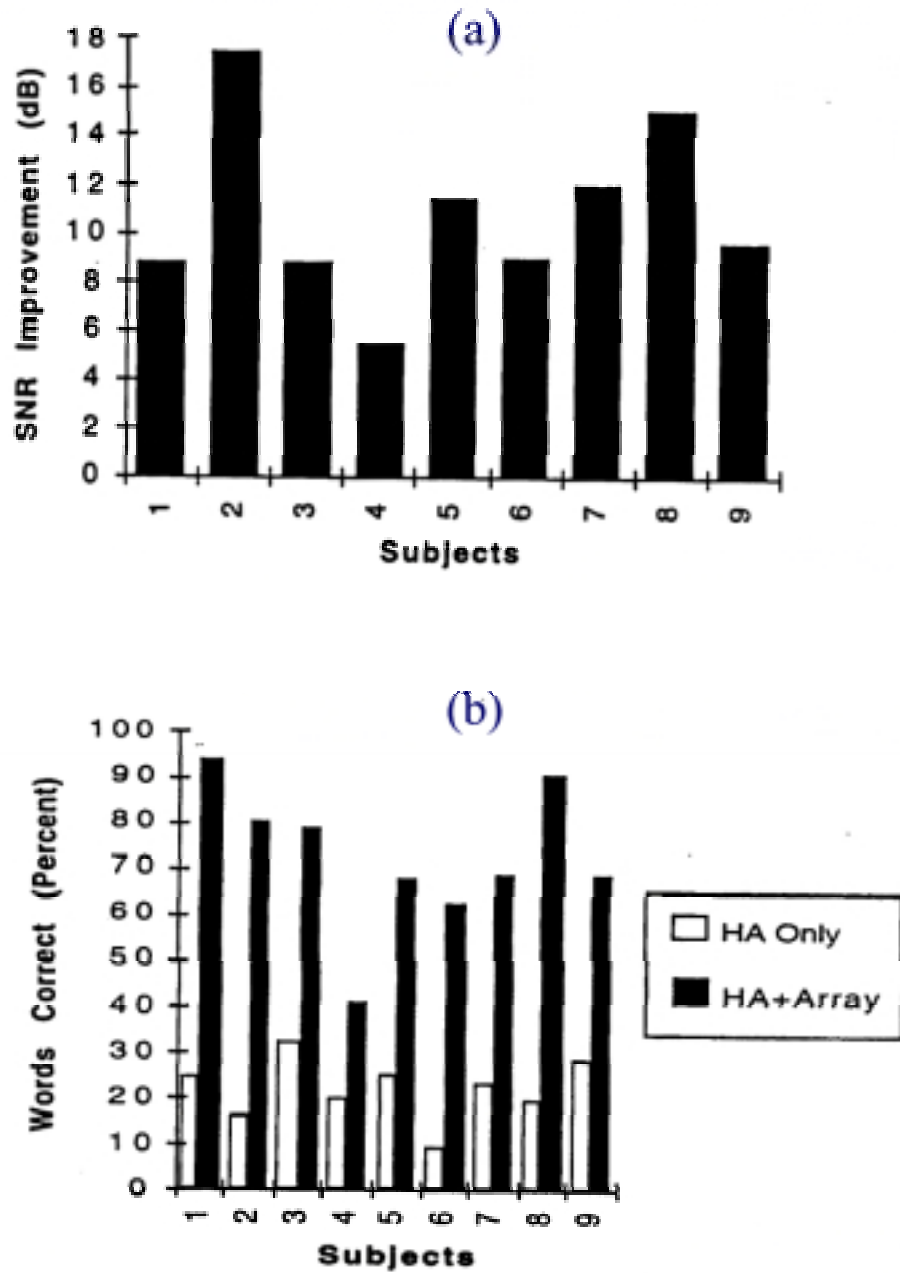 (a)
SNR Improvement (dB)
18
16
14
12
10
8
6
4
2
0
1 2 3 4 5 6 7 8 9
Subjects
(b)
Words Correct (Percent)
100
90
80
70
60
50
40
30
20
10
0
1 2 3 4 5 6 7 8 9
Subjects
HA Only
HA+Array